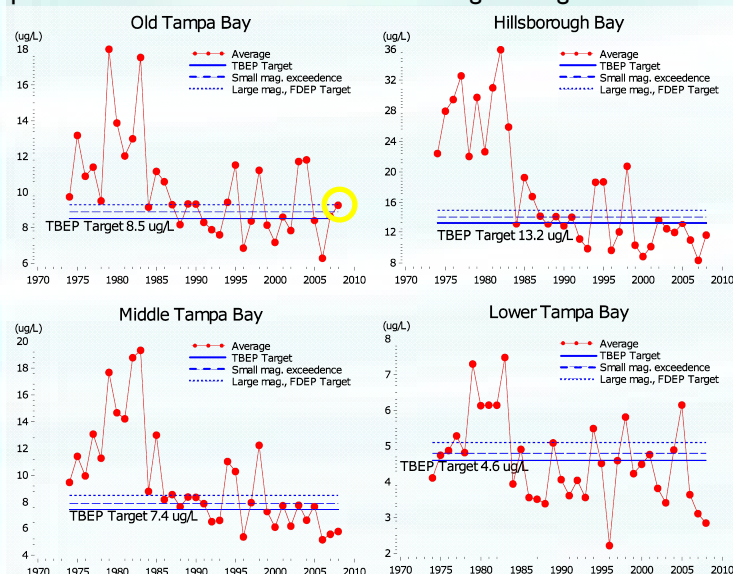 Old Tampa Bay
(ug/L)
18
16
14
12
10
8
6
Average
TBEP Target
Small mag. exceedence
Large mag., FDEP Target
TBEP Target 8.5 ug/L
1970 1975 1980 1985 1990 1995 2000 2005 2010
Hillsborough Bay
(ug/L)
36
32
28
24
20
16
12
8
Average
TBEP Target
Small mag. exceedence
Large mag., FDEP Target
TBEP Target 13.2 ug/L
1970 1975 1980 1985 1990 1995 2000 2005 2010
Middle Tampa Bay
(ug/L)
20
18
16
14
12
10
8
6
4
Average
TBEP Target
Small mag. exceedence
Large mag., FDEP Target
TBEP Target 7.4 ug/L
1970 1975 1980 1985 1990 1995 2000 2005 2010
Lower Tampa Bay
(ug/L)
8
7
6
5
4
3
2
Average
TBEP Target
Small mag. exceedence
Large mag., FDEP Target
TBEP Target 4.6 ug/L
1970 1975 1980 1985 1990 1995 2000 2005 2010